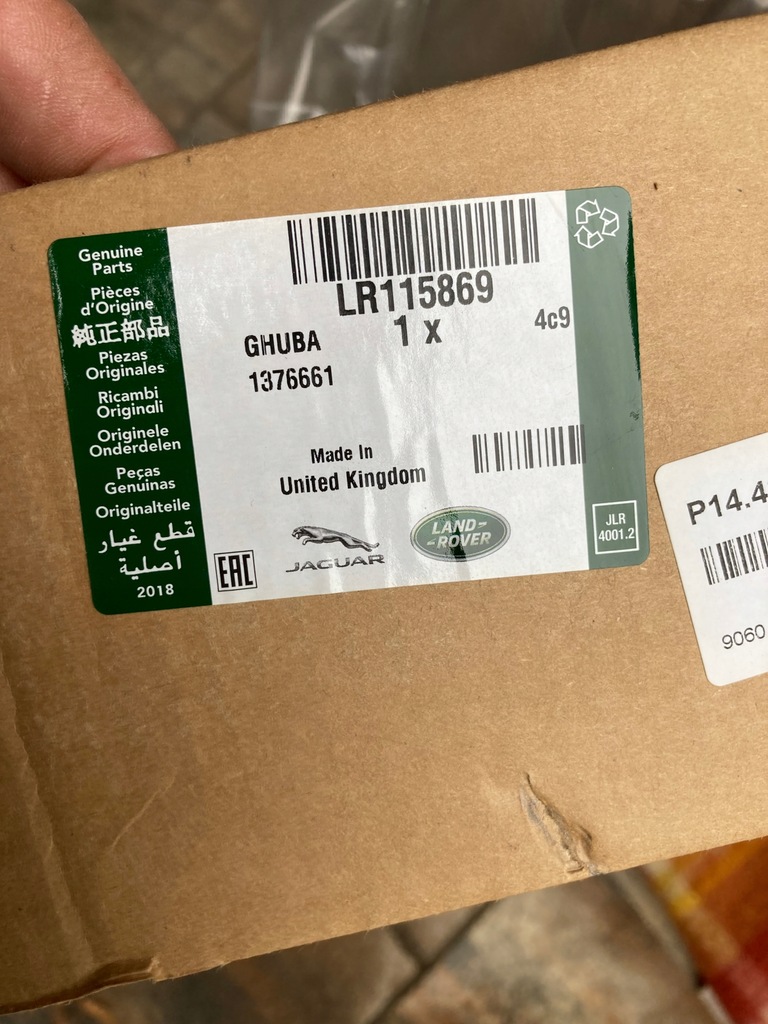 Genuine
Parts
Pièces
d'Origine
純正部品
Piezas
Originales
Ricambi
Originali
Originele
Onderdelen
Peças
Genuinas
Originalteile
قطع غيار
أصلية
2018
LR115869
1 x
4c9
GHUBA
1376661
Made In
United Kingdom
EAC
JAGUAR
LAND-
-ROVER
JLR
4001.2
P14.4
9060